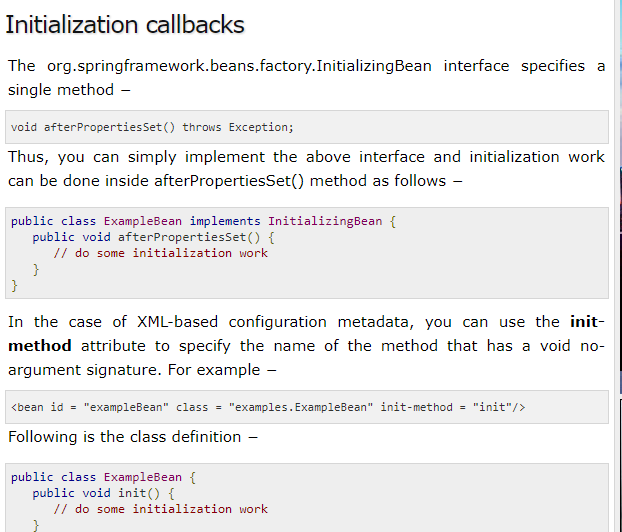 Initialization callbacks
The org.springframework.beans.factory.InitializingBean interface specifies a
single method −
void afterPropertiesSet() throws Exception;
Thus, you can simply implement the above interface and initialization work
can be done inside afterPropertiesSet() method as follows −
public class ExampleBean implements InitializingBean {
   public void afterPropertiesSet() {
      // do some initialization work
   }
}
In the case of XML-based configuration metadata, you can use the init-
method attribute to specify the name of the method that has a void no-
argument signature. For example −
<bean id = "exampleBean" class = "examples.ExampleBean" init-method = "init"/>
Following is the class definition −
public class ExampleBean {
   public void init() {
      // do some initialization work
   }